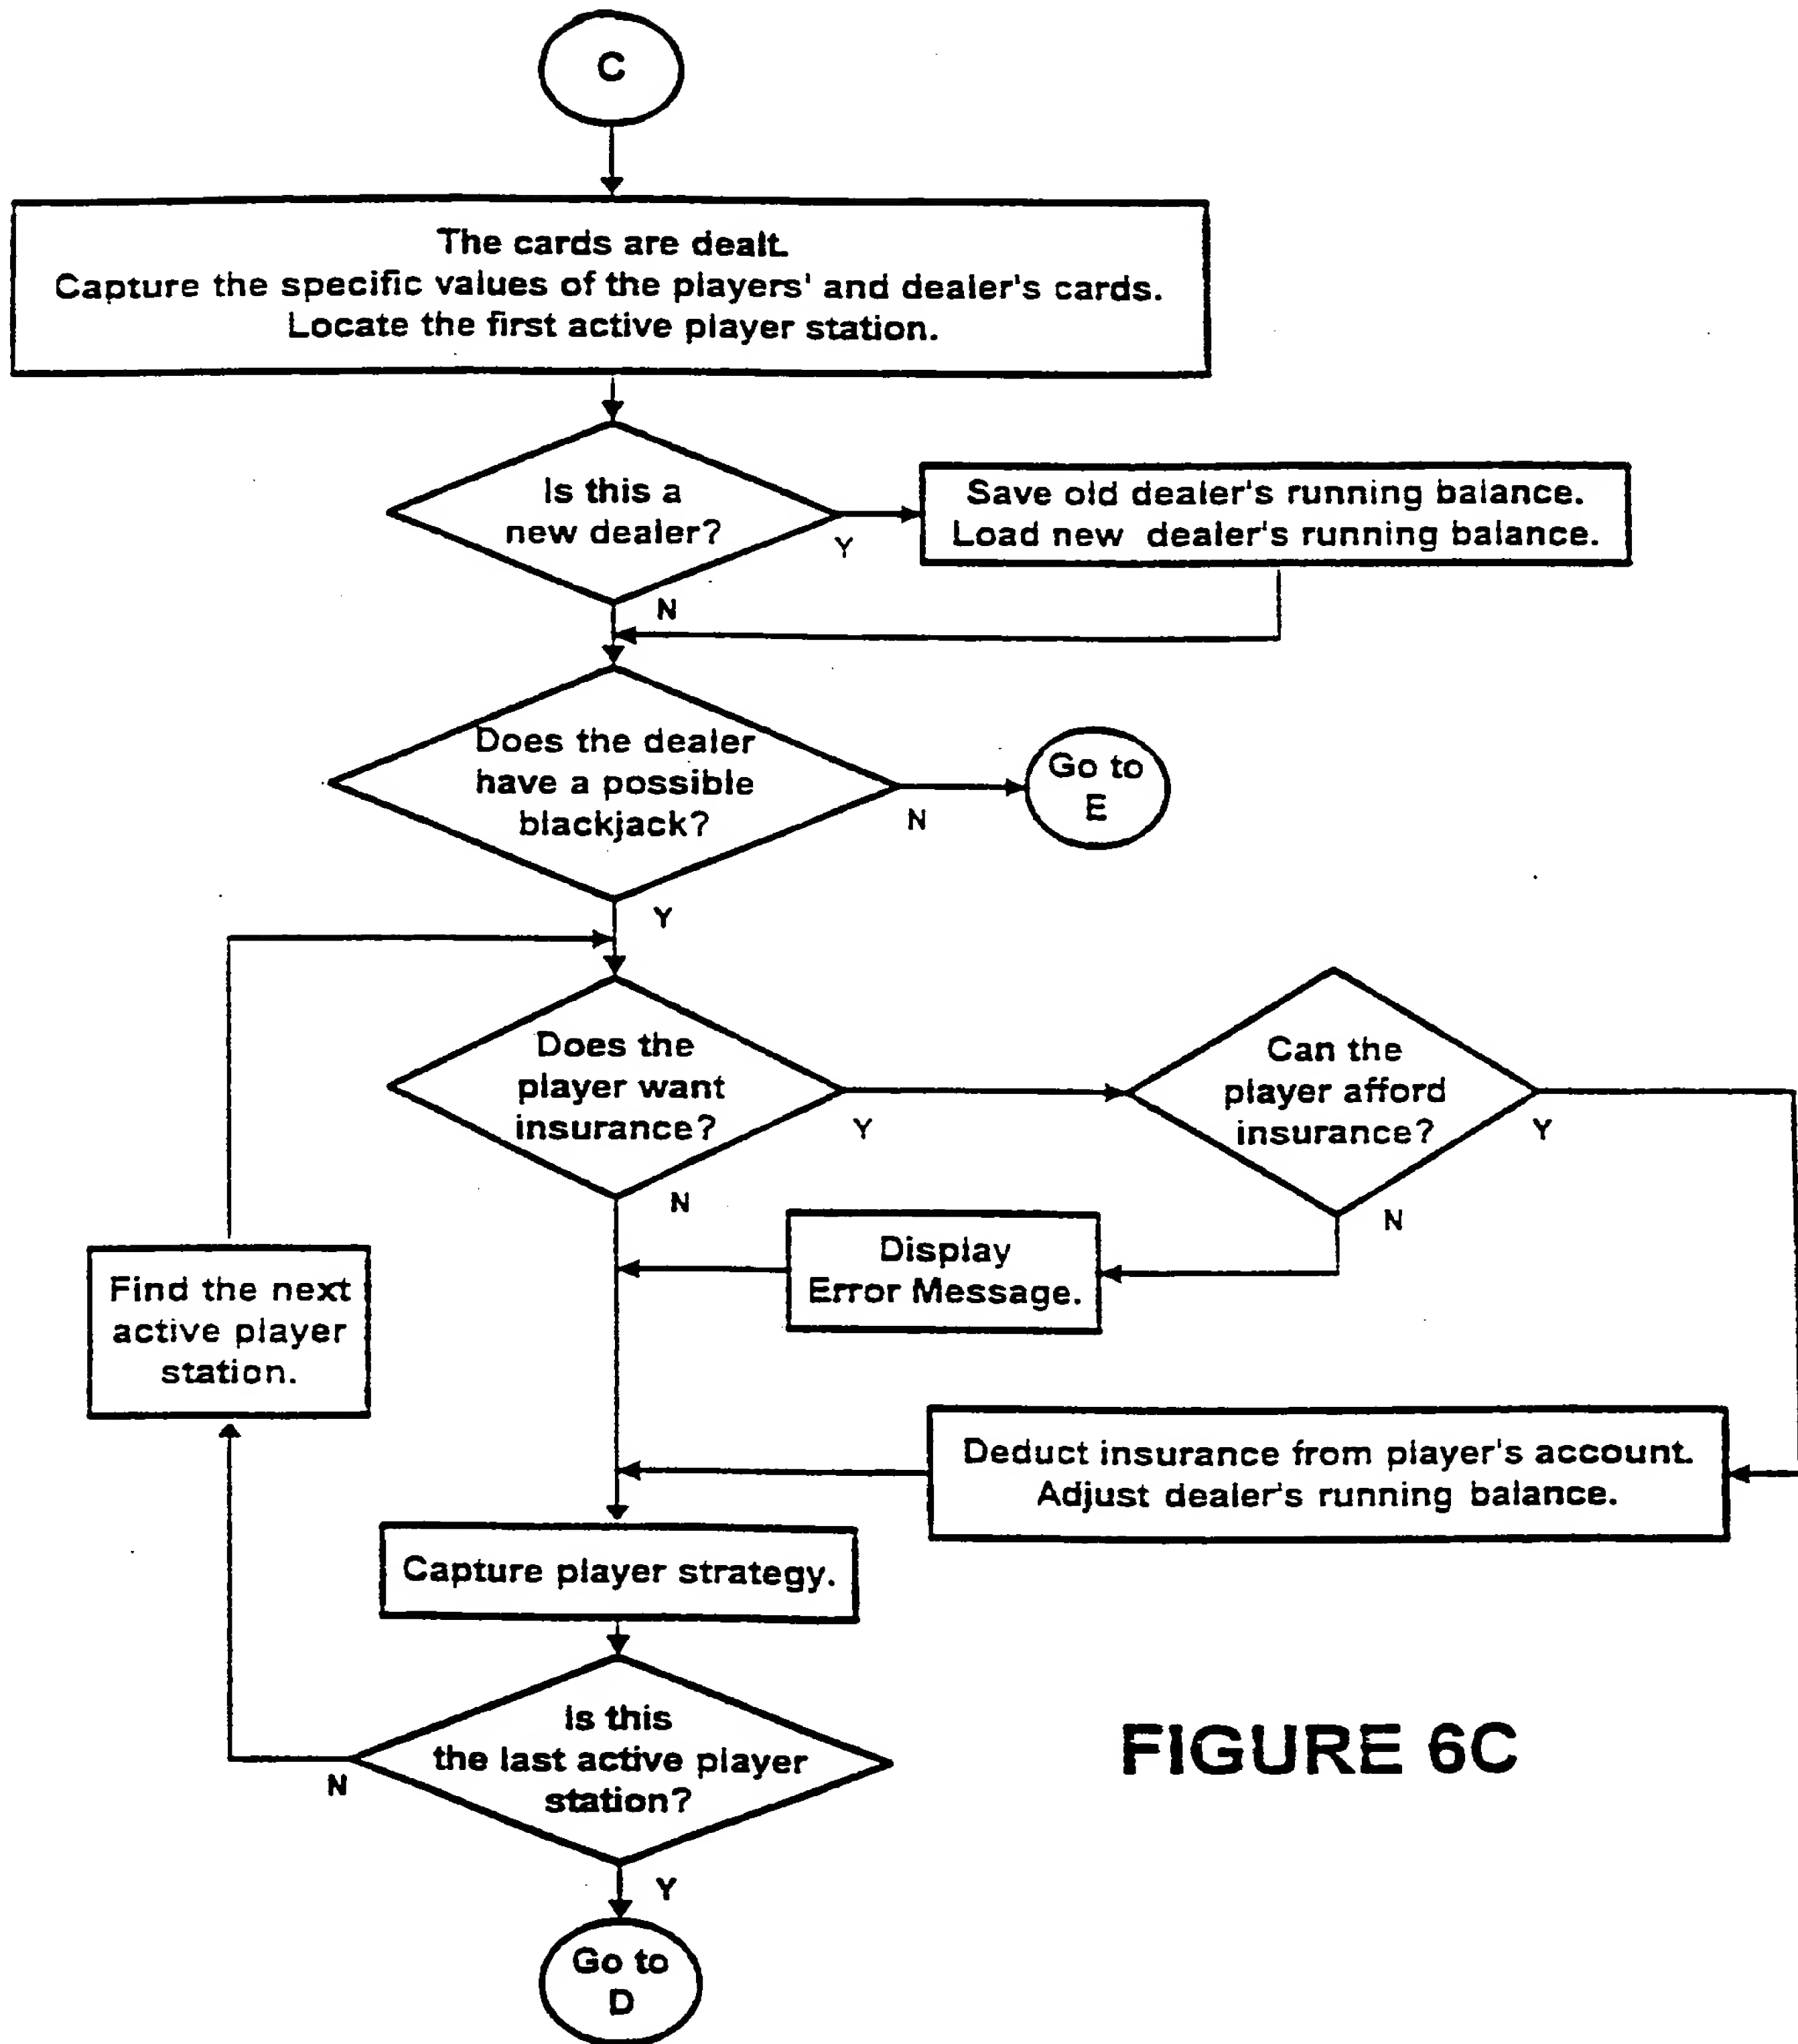 C
The cards are dealt.
Capture the specific values of the players' and dealer's cards.
Locate the first active player station.
Is this a
new dealer?
Y
Save old dealer's running balance.
Load new dealer's running balance.
N
Does the dealer
have a possible
blackjack?
N
Go to
E
Y
Does the
player want
insurance?
Y
Can the
player afford
insurance?
Y
N
N
Display
Error Message.
Find the next
active player
station.
Deduct insurance from player's account.
Adjust dealer's running balance.
Capture player strategy.
Is this
the last active player
station?
N
FIGURE 6C
Y
Go to
D